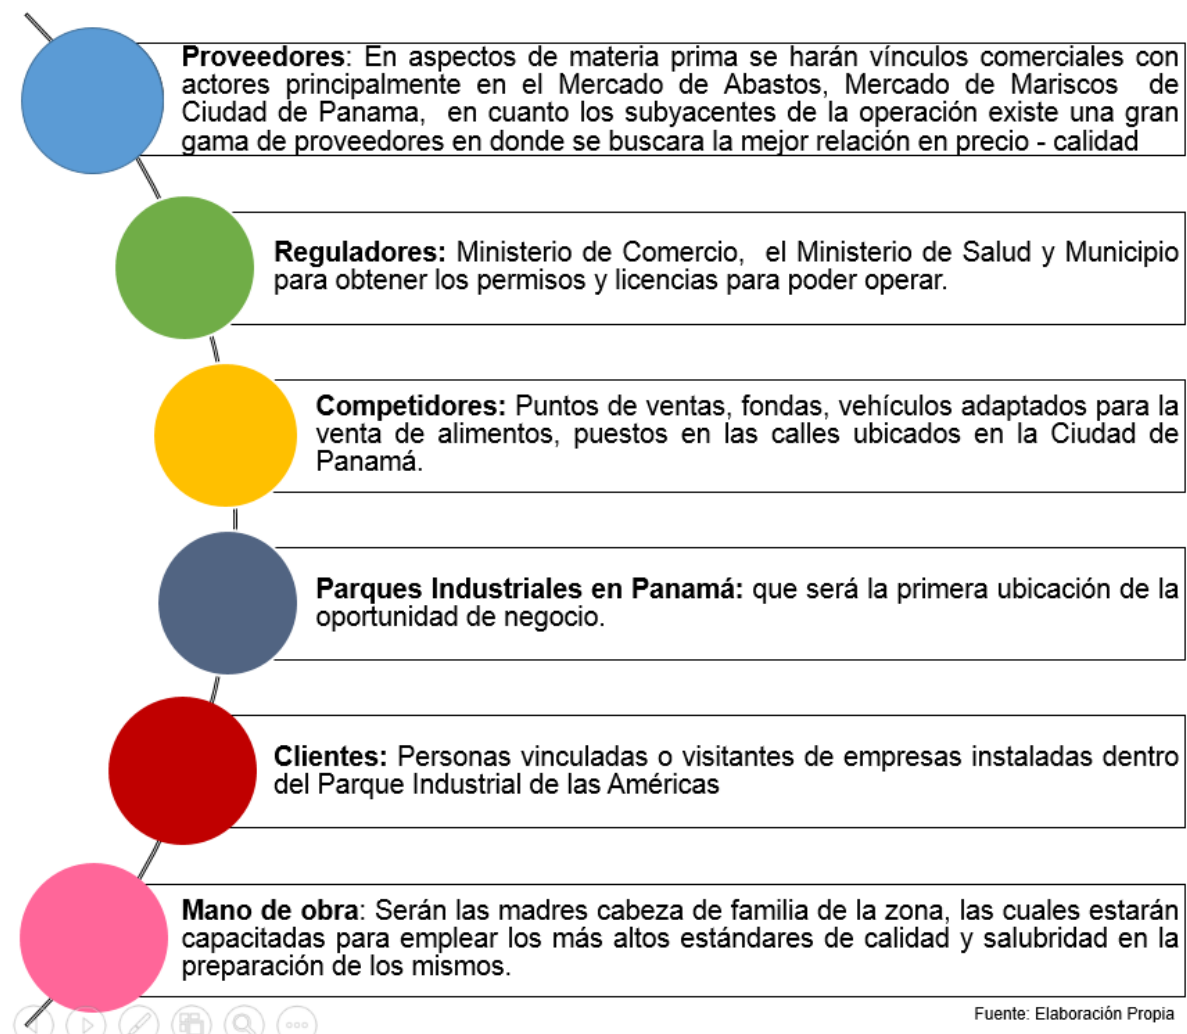 Proveedores: En aspectos de materia prima se harán vínculos comerciales con
actores principalmente en el Mercado de Abastos, Mercado de Mariscos de
Ciudad de Panama, en cuanto los subyacentes de la operación existe una gran
gama de proveedores en donde se buscara la mejor relación en precio - calidad
Reguladores: Ministerio de Comercio, el Ministerio de Salud y Municipio
para obtener los permisos y licencias para poder operar.
Competidores: Puntos de ventas, fondas, vehículos adaptados para la
venta de alimentos, puestos en las calles ubicados en la Ciudad de
Panamá.
Parques Industriales en Panamá: que será la primera ubicación de la
oportunidad de negocio.
Clientes: Personas vinculadas o visitantes de empresas instaladas dentro
del Parque Industrial de las Américas
Mano de obra: Serán las madres cabeza de familia de la zona, las cuales estarán
capacitadas para emplear los más altos estándares de calidad y salubridad en la
preparación de los mismos.
Fuente: Elaboración Propia